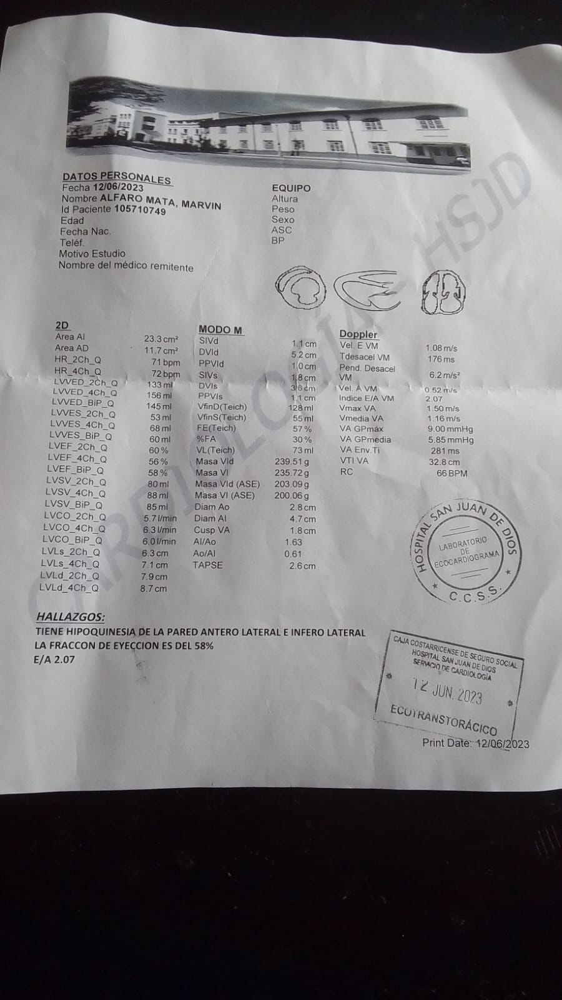 DATOS PERSONALES
Fecha 12/06/2023
Nombre ALFARO MATA, MARVIN
Id Paciente 105710749
Edad
Fecha Nac.
Teléf.
Motivo Estudio
Nombre del médico remitente
EQUIPO
Altura
Peso
Sexo
ASC
BP
CARDIOLOGIA - HSJD
2D
Area AI 23.3 cm²
Area AD 11.7 cm²
HR_2Ch_Q 71 bpm
HR_4Ch_Q 72 bpm
LVVED_2Ch_Q 133 ml
LVVED_4Ch_Q 156 ml
LVVED_BiP_Q 145 ml
LVVES_2Ch_Q 53 ml
LVVES_4Ch_Q 68 ml
LVVES_BiP_Q 60 ml
LVEF_2Ch_Q 60 %
LVEF_4Ch_Q 56 %
LVEF_BiP_Q 58 %
LVSV_2Ch_Q 80 ml
LVSV_4Ch_Q 88 ml
LVSV_BiP_Q 85 ml
LVCO_2Ch_Q 5.7 l/min
LVCO_4Ch_Q 6.3 l/min
LVCO_BiP_Q 6.0 l/min
LVLs_2Ch_Q 6.3 cm
LVLs_4Ch_Q 7.1 cm
LVLd_2Ch_Q 7.9 cm
LVLd_4Ch_Q 8.7 cm
MODO M
SIVd 1.1 cm
DVId 5.2 cm
PPVId 1.0 cm
SIVs 1.8 cm
DVIs 3.6 cm
PPVIs 1.1 cm
VfinD(Teich) 128 ml
VfinS(Teich) 55 ml
FE(Teich) 57 %
%FA 30 %
VL(Teich) 73 ml
Masa VId 239.51 g
Masa VI 235.72 g
Masa VId (ASE) 203.09 g
Masa VI (ASE) 200.06 g
Diam Ao 2.8 cm
Diam AI 4.7 cm
Cusp VA 1.8 cm
AI/Ao 1.63
Ao/AI 0.61
TAPSE 2.6 cm
Doppler
Vel. E VM 1.08 m/s
Tdesacel VM 176 ms
Pend. Desacel
VM 6.2 m/s²
Vel. A VM 0.52 m/s
Indice E/A VM 2.07
Vmax VA 1.50 m/s
Vmedia VA 1.16 m/s
VA GPmáx 9.00 mmHg
VA GPmedia 5.85 mmHg
VA Env.Ti 281 ms
VTI VA 32.8 cm
RC 66 BPM
HOSPITAL SAN JUAN DE DIOS
LABORATORIO
DE
ECOCARDIOGRAMA
C.C.S.S.
HALLAZGOS:
TIENE HIPOQUINESIA DE LA PARED ANTERO LATERAL E INFERO LATERAL
LA FRACCON DE EYECCION ES DEL 58%
E/A 2.07
CAJA COSTARRICENSE DE SEGURO SOCIAL
HOSPITAL SAN JUAN DE DIOS
SERVICIO DE CARDIOLOGÍA
12 JUN. 2023
ECOTRANSTORÁCICO
Print Date: 12/06/2023